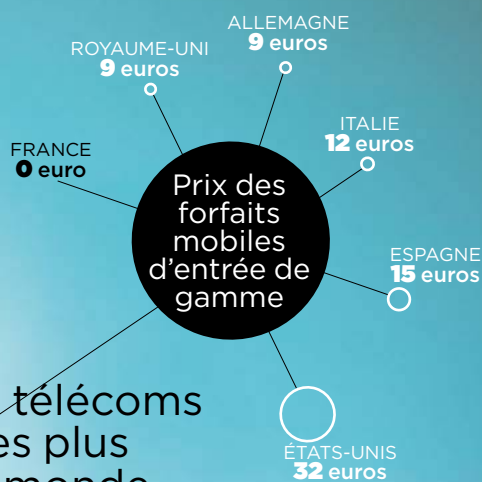 ALLEMAGNE
9 euros
ROYAUME-UNI
9 euros
ITALIE
12 euros
FRANCE
0 euro
Prix des
forfaits
mobiles
d'entrée de
gamme
ESPAGNE
15 euros
télécoms
es plus
monde
ÉTATS-UNIS
32 euros